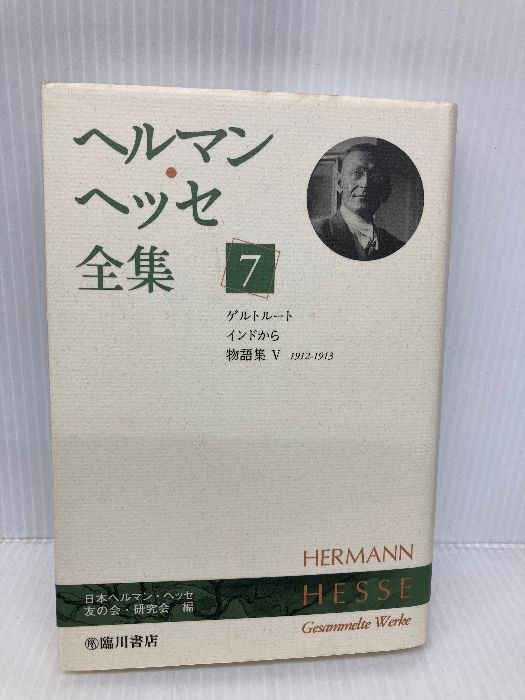 ヘルマン・
ヘッセ
全集
7
ゲルトルート
インドから
物語集 V 1912-1913
HERMANN
HESSE
Gesammelte Werke
日本ヘルマン・ヘッセ
友の会・研究会 編
臨川書店